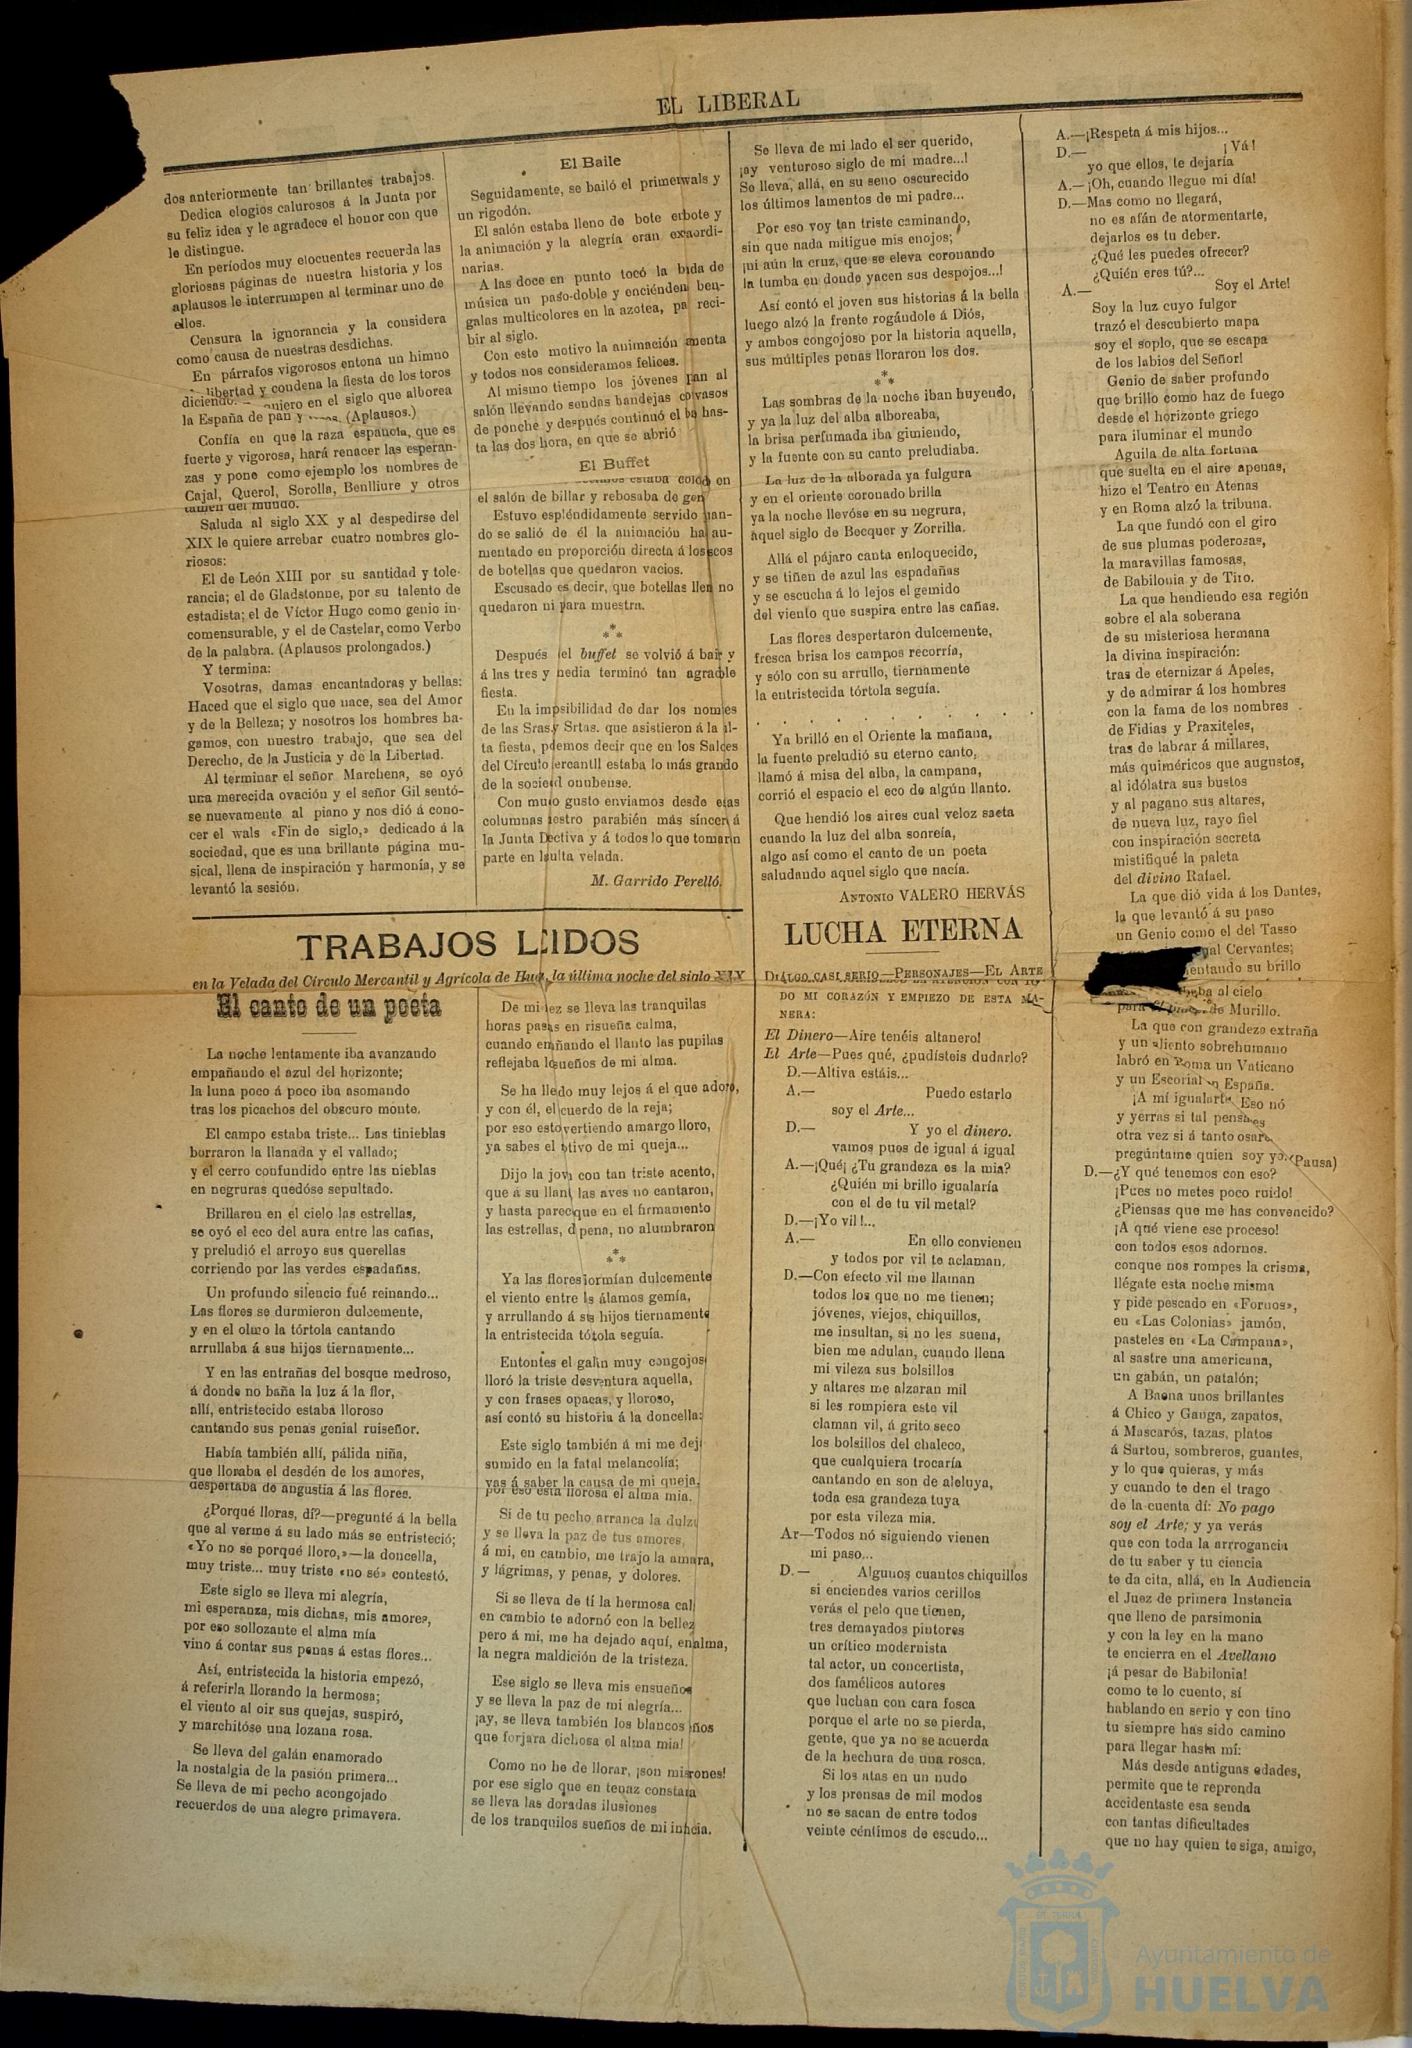 EL LIBERAL
dos anteriormente tan brillantes trabajos.
Dedica elogios calurosos á la Junta por
su feliz idea y le agradece el honor con que
le distingue.
En períodos muy elocuentes recuerda las
gloriosas páginas de nuestra historia y los
aplausos le interrumpen al terminar uno de
ellos.
Censura la ignorancia y la considera
como causa de nuestras desdichas.
En párrafos vigorosos entona un himno
libertad y condena la fiesta de los toros
diciendo: quiero en el siglo que alborea
la España de pan y (Aplausos.)
Confía en que la raza española, que es
fuerte y vigorosa, hará renacer las esperan-
zas y pone como ejemplo los nombres de
Cajal, Querol, Sorolla, Benlliure y otros
del mundo.
Saluda al siglo XX y al despedirse del
XIX le quiere arrebar cuatro nombres glo-
riosos:
El de León XIII por su santidad y tole-
rancia; el de Gladstonne, por su talento de
estadista; el de Víctor Hugo como genio in-
comensurable, y el de Castelar, como Verbo
de la palabra. (Aplausos prolongados.)
Y termina:
Vosotras, damas encantadoras y bellas:
Haced que el siglo que nace, sea del Amor
y de la Belleza; y nosotros los hombres ha-
gamos, con nuestro trabajo, que sea del
Derecho, de la Justicia y de la Libertad.
Al terminar el señor Marchena, se oyó
una merecida ovación y el señor Gil sentó-
se nuevamente al piano y nos dió á cono-
cer el wals «Fin de siglo,» dedicado á la
sociedad, que es una brillante página mu-
sical, llena de inspiración y harmonía, y se
levantó la sesión.
El Baile
Seguidamente, se bailó el primer wals y
un rigodón.
El salón estaba lleno de bote
la animación y la alegría eran
narias.
A las doce en punto tocó la
música un paso-doble y encienden ben-
galas multicolores en la azotea, reci-
bir al siglo.
Con este motivo la animación
y todos nos consideramos felices.
Al mismo tiempo los jóvenes al
salón llevando sendas bandejas vasos
de ponche y después continuó el has-
ta las dos hora, en que se abrió
El Buffet
estaba en
el salón de billar y rebosaba de
Estuvo espléndidamente servido
do se salió de él la animación au-
mentado en proporción directa á los
de botellas que quedaron vacios.
Escusado es decir, que botellas no
quedaron ni para muestra.
⁂
Después el buffet se volvió á y
á las tres y media terminó tan agradable
fiesta.
En la de dar los
de las Sras. y Srtas. que asistieron á la
ta fiesta, podemos decir que en los
del Círculo estaba lo más grande
de la onubense.
Con enviamos desde
columnas parabién más á
la Junta y á todos lo que
parte en velada.
M. Garrido Perelló.
TRABAJOS LEIDOS
en la Velada del Circulo Mercantil y Agrícola de la última noche del siglo XIX
El canto de un poeta
La noche lentamente iba avanzando
empañando el azul del horizonte;
la luna poco á poco iba asomando
tras los picachos del obscuro monte.
El campo estaba triste... Las tinieblas
borraron la llanada y el vallado;
y el cerro confundido entre las nieblas
en negruras quedóse sepultado.
Brillaren en el cielo las estrellas,
se oyó el eco del aura entre las cañas,
y preludió el arroyo sus querellas
corriendo por las verdes espadañas.
Un profundo silencio fué reinando...
Las flores se durmieron dulcemente,
y en el olmo la tórtola cantando
arrullaba á sus hijos tiernamente...
Y en las entrañas del bosque medroso,
á donde no baña la luz á la flor,
allí, entristecido estaba lloroso
cantando sus penas genial ruiseñor.
Había también allí, pálida niña,
que lloraba el desdén de los amores,
despertaba de angustia á las flores.
¿Porqué lloras, dí?—pregunté á la bella
que al verme á su lado más se entristeció;
«Yo no se porqué lloro,»—la doncella,
muy triste... muy triste «no sé» contestó.
Este siglo se lleva mi alegría,
mi esperanza, mis dichas, mis amores,
por eso sollozante el alma mía
vino á contar sus penas á estas flores...
Así, entristecida la historia empezó,
á referirla llorando la hermosa;
el viento al oir sus quejas, suspiró,
y marchitóse una lozana rosa.
Se lleva del galán enamorado
la nostalgia de la pasión primera...
Se lleva de mi pecho acongojado
recuerdos de una alegre primavera.
De mi se lleva las tranquilas
horas pasas en risueña calma,
cuando el llanto las pupilas
reflejaba de mi alma.
Se ha muy lejos á el que adoro,
y con él, el de la reja;
por eso amargo lloro,
ya sabes el de mi queja...
Dijo la con tan triste acento,
que á su las aves no cantaron,
y hasta que en el firmamento
las estrellas, pena, no alumbraron
⁂
Ya las flores dulcemente
el viento entre álamos gemía,
y arrullando á sus hijos tiernamente
la entristecida tótola seguía.
Entontes el galán muy congojos
lloró la triste desventura aquella,
y con frases opacas, y lloroso,
así contó su historia á la doncella:
Este siglo también á mi me
sumido en la fatal melancolía;
vas á saber la causa de mi queja,
por eso está llorosa el alma mia.
Si de tu pecho arranca la
y se lleva la paz de tus amores,
á mi, en cambio, me trajo la
y lágrimas, y penas, y dolores.
Si se lleva de tí la hermosa
en cambio te adornó con la
pero á mi, me ha dejado aquí,
la negra maldición de la tristeza.
Ese siglo se lleva mis ensueños
y se lleva la paz de mi alegría...
¡ay, se lleva también los blancos
que forjara dichosa el alma mia!
Como no he de llorar, ¡son
por ese siglo que en tenaz
se lleva las doradas ilusiones
de los tranquilos sueños de mi
Se lleva de mi lado el ser querido,
¡ay venturoso siglo de mi madre...!
Se lleva, allá, en su seno oscurecido
los últimos lamentos de mi padre...
Por eso voy tan triste caminando,
sin que nada mitigue mis enojos;
¡ni aún la cruz, que se eleva coronando
la tumba en donde yacen sus despojos...!
Así contó el joven sus historias á la bella
luego alzó la frente rogándole á Diós,
y ambos congojoso por la historia aquella,
sus múltiples penas lloraron los dos.
⁂
Las sombras de la noche iban huyendo,
y ya la luz del alba alboreaba,
la brisa perfumada iba gimiendo,
y la fuente con su canto preludiaba.
La luz de la alborada ya fulgura
y en el oriente coronado brilla
ya la noche llevóse en su negrura,
aquel siglo de Becquer y Zorrilla.
Allá el pájaro canta enloquecido,
y se tiñen de azul las espadañas
y se escucha á lo lejos el gemido
del viento que suspira entre las cañas.
Las flores despertaron dulcemente,
fresca brisa los campos recorría,
y sólo con su arrullo, tiernamente
la entristecida tórtola seguía.
. . . . . . . . . .
Ya brilló en el Oriente la mañana,
la fuente preludió su eterno canto,
llamó á misa del alba, la campana,
corrió el espacio el eco de algún llanto.
Que hendió los aires cual veloz saeta
cuando la luz del alba sonreía,
algo así como el canto de un poeta
saludando aquel siglo que nacía.
Antonio VALERO HERVÁS
LUCHA ETERNA
Diálgo casi serio.—Personajes—El Arte
DO MI CORAZÓN Y EMPIEZO DE ESTA MA-
NERA:
El Dinero—Aire tenéis altanero!
El Arte—Pues qué, ¿pudísteis dudarlo?
D.—Altiva estáis...
A.— Puedo estarlo
soy el Arte...
D.— Y yo el dinero.
vamos pues de igual á igual
A.—¡Qué¡ ¿Tu grandeza es la mia?
¿Quién mi brillo igualaría
con el de tu vil metal?
D.—¡Yo vil!...
A.— En ello convienen
y todos por vil te aclaman.
D.—Con efecto vil me llaman
todos los que no me tienen;
jóvenes, viejos, chiquillos,
me insultan, si no les suena,
bien me adulan, cuando llena
mi vileza sus bolsillos
y altares me alzaran mil
si les rompiera este vil
claman vil, á grito seco
los bolsillos del chaleco,
que cualquiera trocaría
cantando en son de aleluya,
toda esa grandeza tuya
por esta vileza mia.
Ar—Todos nó siguiendo vienen
mi paso...
D.— Algunos cuantos chiquillos
si enciendes varios cerillos
verás el pelo que tienen,
tres demayados pintores
un crítico modernista
tal actor, un concertista,
dos famélicos autores
que luchan con cara fosca
porque el arte no se pierda,
gente, que ya no se acuerda
de la hechura de una rosca.
Si los atas en un nudo
y los prensas de mil modos
no se sacan de entre todos
veinte céntimos de escudo...
A.—¡Respeta á mis hijos...
D.— ¡Vá!
yo que ellos, te dejaría
A.—¡Oh, cuando llegue mi día!
D.—Mas como no llegará,
no es afán de atormentarte,
dejarlos es tu deber.
¿Qué les puedes ofrecer?
¿Quién eres tú?...
A.— Soy el Arte!
Soy la luz cuyo fulgor
trazó el descubierto mapa
soy el soplo, que se escapa
de los labios del Señor!
Genio de saber profundo
que brillo como haz de fuego
desde el horizonte griego
para iluminar el mundo
Aguila de alta fortuna
que suelta en el aire apenas,
hizo el Teatro en Atenas
y en Roma alzó la tribuna.
La que fundó con el giro
de sus plumas poderosas,
la maravillas famosas,
de Babilonia y de Tiro.
La que hendiendo esa región
sobre el ala soberana
de su misteriosa hermana
la divina inspiración:
tras de eternizar á Apeles,
y de admirar á los hombres
con la fama de los nombres
de Fidias y Praxiteles,
tras de labrar á millares,
más quiméricos que augustos,
al idólatra sus bustos
y al pagano sus altares,
de nueva luz, rayo fiel
con inspiración secreta
mistifiqué la paleta
del divino Rafael.
La que dió vida á los Dantes,
la que levantó á su paso
un Genio como el del Tasso
Cervantes;
su brillo
al cielo
para de Murillo.
La que con grandeza extraña
y un aliento sobrehumano
labró en Roma un Vaticano
y un Escorial en España.
¡A mí igualarte Eso nó
y yerras si tal pensases
otra vez si á tanto osare
pregúntame quien soy yo. (Pausa)
D.—¿Y qué tenemos con eso?
¡Pues no metes poco ruido!
¿Piensas que me has convencido?
¡A qué viene ese proceso!
con todos esos adornos.
conque nos rompes la crisma,
llégate esta noche misma
y pide pescado en «Fornos»,
en «Las Colonias» jamón,
pasteles en «La Campana»,
al sastre una americana,
un gabán, un patalón;
A Baena unos brillantes
á Chico y Ganga, zapatos,
á Mascarós, tazas, platos
á Sartou, sombreros, guantes,
y lo que quieras, y más
y cuando te den el trago
de la cuenta dí: No pago
soy el Arte; y ya verás
que con toda la arrogancia
de tu saber y tu ciencia
te da cita, allá, en la Audiencia
el Juez de primera Instancia
que lleno de parsimonia
y con la ley en la mano
te encierra en el Avellano
¡á pesar de Babilonia!
como te lo cuento, sí
hablando en serio y con tino
tu siempre has sido camino
para llegar hasta mí:
Más desde antiguas edades,
permite que te reprenda
accidentaste esa senda
con tantas dificultades
que no hay quien te siga, amigo,
Ayuntamiento de
HUELVA